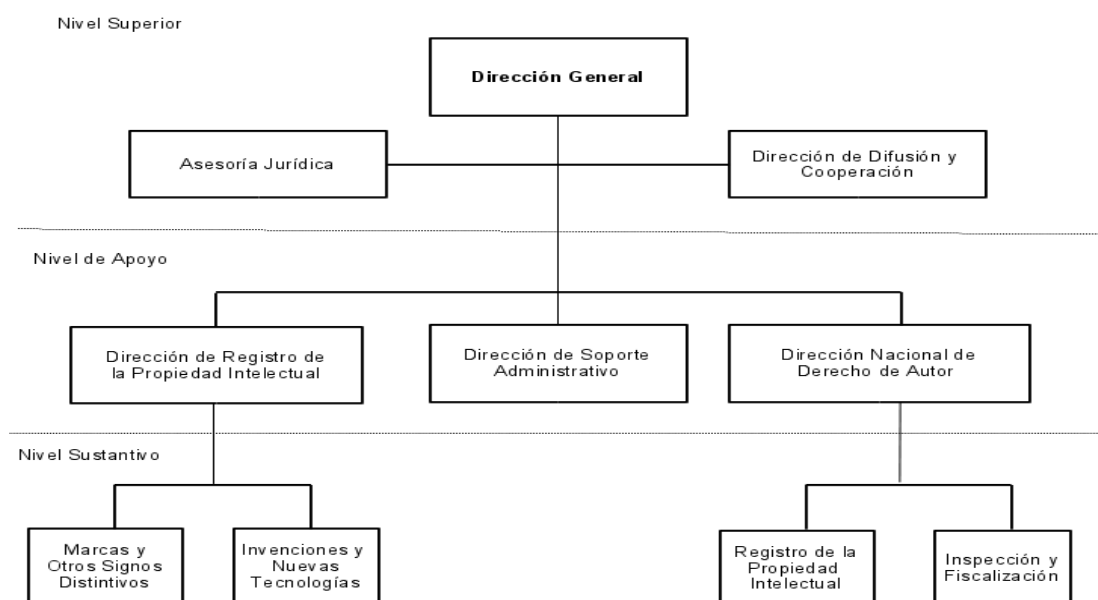 Nivel Superior
Dirección General
Asesoría Jurídica
Dirección de Difusión y
Cooperación
Nivel de Apoyo
Dirección de Registro de
la Propiedad Intelectual
Dirección de Soporte
Administrativo
Dirección Nacional de
Derecho de Autor
Nivel Sustantivo
Marcas y
Otros Signos
Distintivos
Invenciones y
Nuevas
Tecnologías
Registro de la
Propiedad
Intelectual
Inspección y
Fiscalización